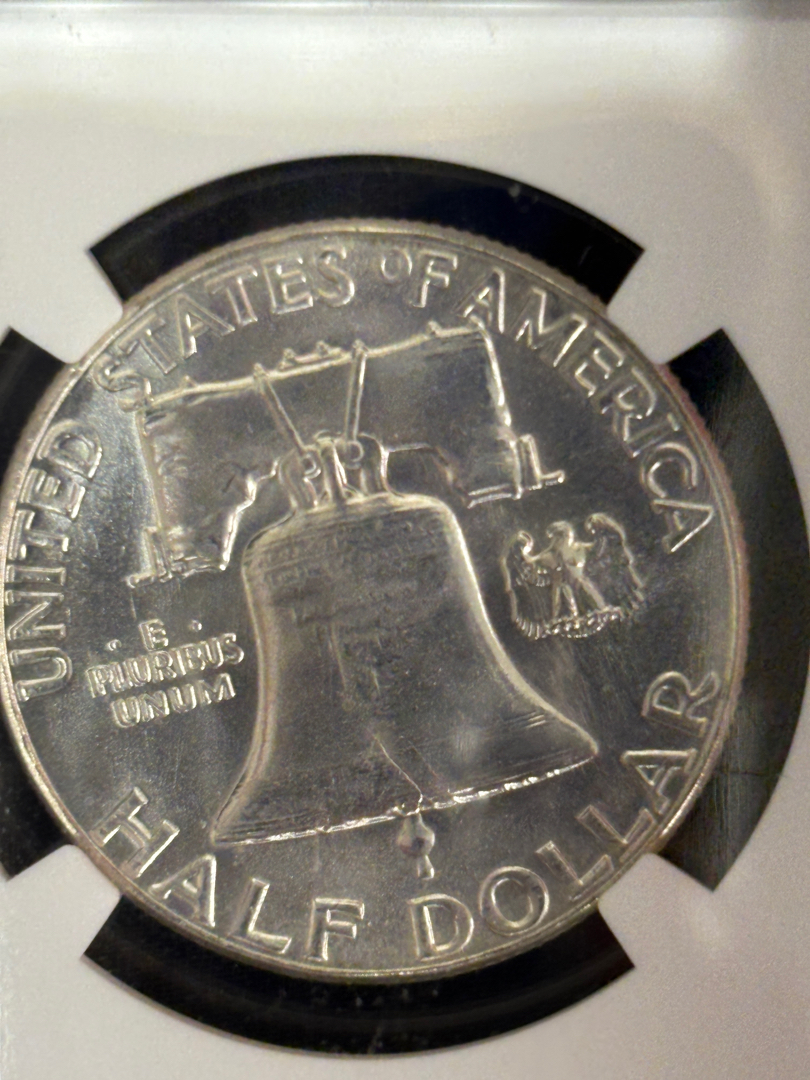 UNITED STATES OF AMERICA
· E ·
PLURIBUS
UNUM
HALF DOLLAR